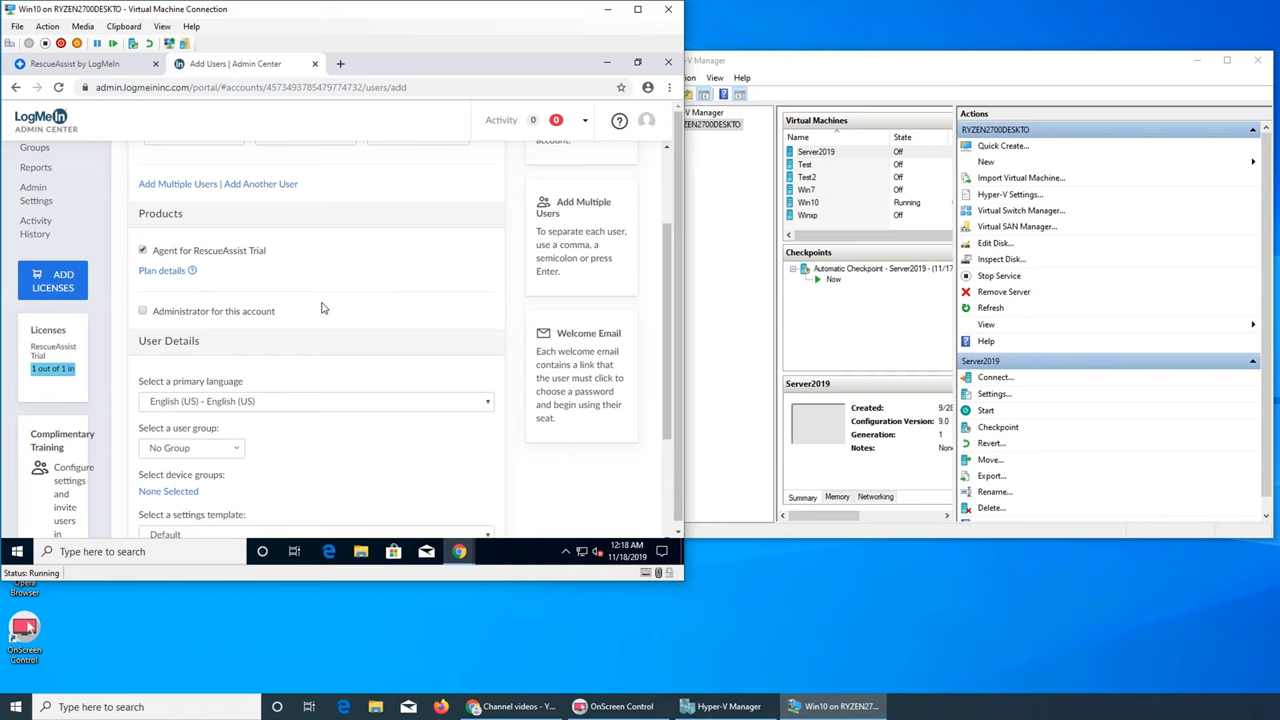 Win10 on RYZEN2700DESKTO - Virtual Machine Connection
File Action Media Clipboard View Help
RescueAssist by LogMeIn
Add Users | Admin Center
admin.logmeininc.com/portal/#accounts/4573493785479774732/users/add
LogMeIn
ADMIN CENTER
Activity 0 0
Groups
Reports
Admin
Settings
Activity
History
ADD
LICENSES
Licenses
RescueAssist
Trial
1 out of 1 in
Complimentary
Training
Configure
settings
and
invite
users
in
Add Multiple Users | Add Another User
Products
Agent for RescueAssist Trial
Plan details
Administrator for this account
User Details
Select a primary language
English (US) - English (US)
Select a user group:
No Group
Select device groups:
None Selected
Select a settings template:
Default
account.
Add Multiple
Users
To separate each user,
use a comma, a
semicolon or press
Enter.
Welcome Email
Each welcome email
contains a link that
the user must click to
choose a password
and begin using their
seat.
Type here to search
12:18 AM
11/18/2019
Status: Running
-V Manager
ion View Help
-V Manager
ZEN2700DESKTO
Virtual Machines
Name State
Server2019 Off
Test Off
Test2 Off
Win7 Off
Win10 Running
Winxp Off
Checkpoints
Automatic Checkpoint - Server2019 - (11/17
Now
Server2019
Created: 9/28
Configuration Version: 9.0
Generation: 1
Notes: Non
Summary Memory Networking
Actions
RYZEN2700DESKTO
Quick Create...
New
Import Virtual Machine...
Hyper-V Settings...
Virtual Switch Manager...
Virtual SAN Manager...
Edit Disk...
Inspect Disk...
Stop Service
Remove Server
Refresh
View
Help
Server2019
Connect...
Settings...
Start
Checkpoint
Revert...
Move...
Export...
Rename...
Delete...
Opera
Browser
OnScreen
Control
Type here to search
Channel videos - Y...
OnScreen Control
Hyper-V Manager
Win10 on RYZEN27...